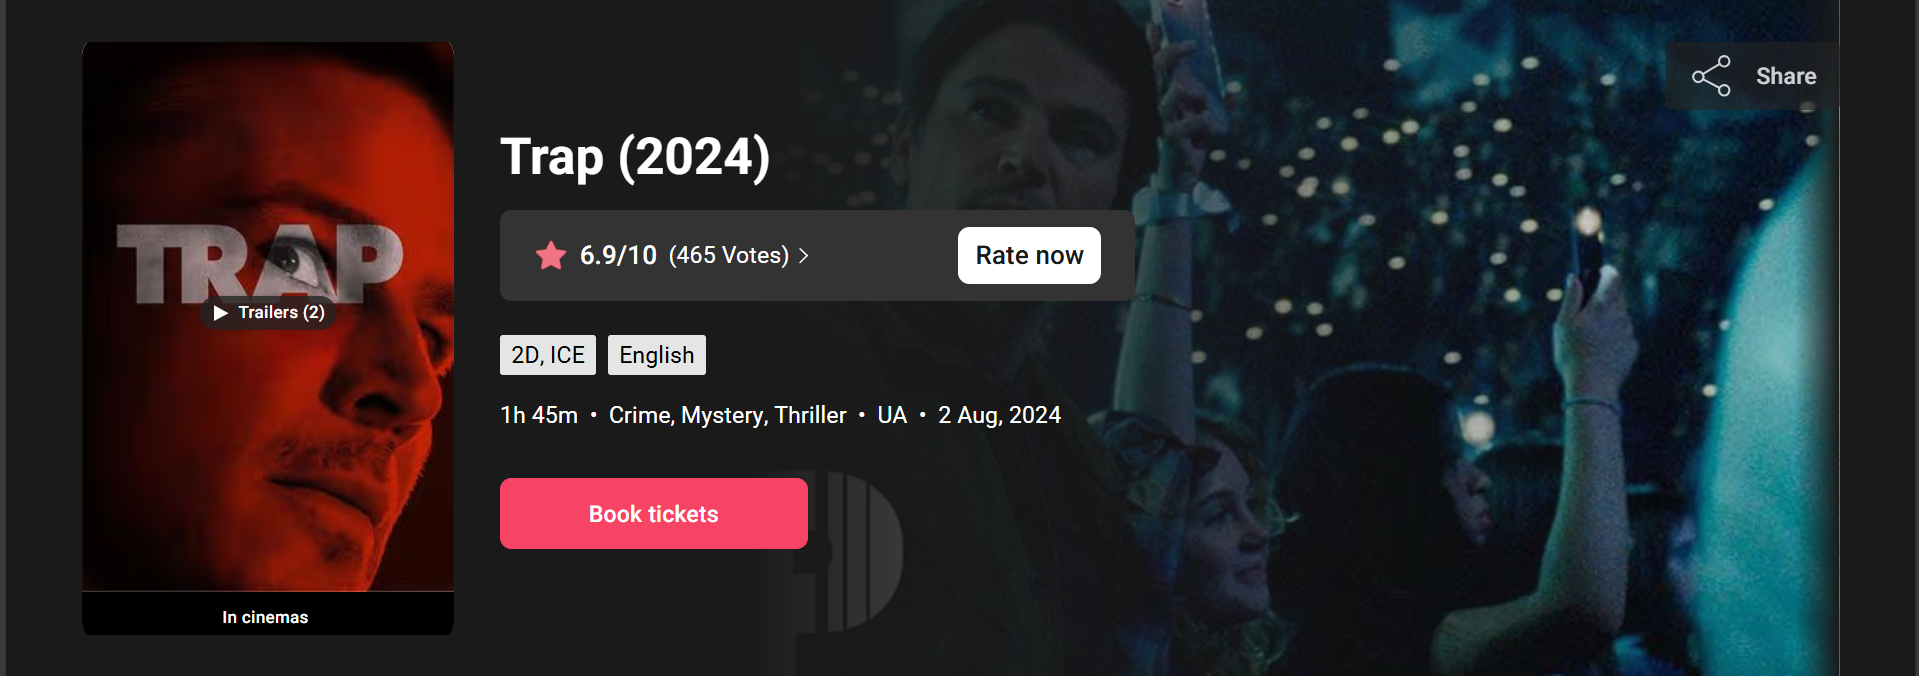 Share
Trap (2024)
6.9/10 (465 Votes)
Rate now
TRAP
Trailers (2)
2D, ICE
English
1h 45m • Crime, Mystery, Thriller • UA • 2 Aug, 2024
Book tickets
In cinemas